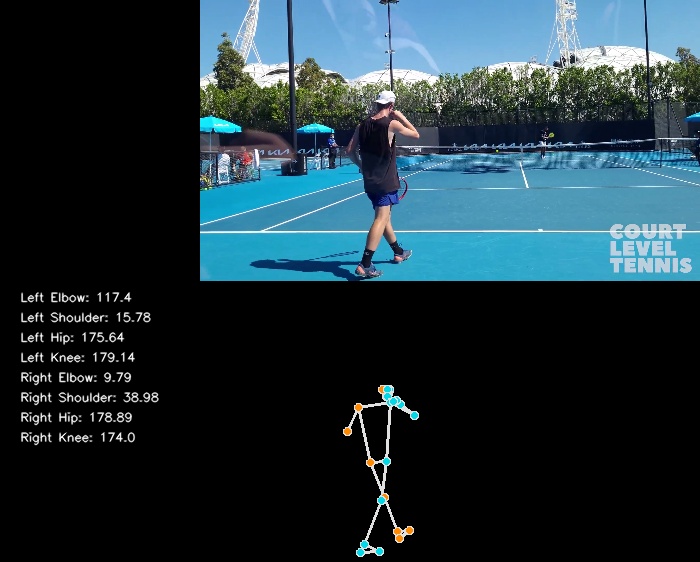 COURT
LEVEL
TENNIS
Left Elbow: 117.4
Left Shoulder: 15.78
Left Hip: 175.64
Left Knee: 179.14
Right Elbow: 9.79
Right Shoulder: 38.98
Right Hip: 178.89
Right Knee: 174.0